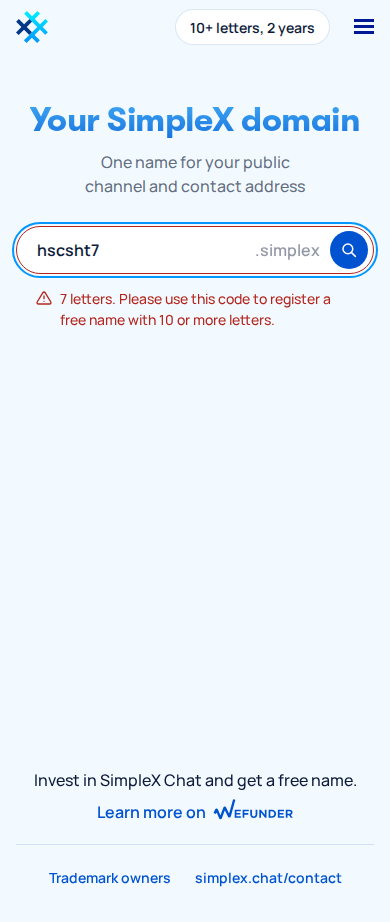 10+ letters, 2 years
Your SimpleX domain
One name for your public
channel and contact address
hscsht7 .simplex
7 letters. Please use this code to register a
free name with 10 or more letters.
Invest in SimpleX Chat and get a free name.
Learn more on WEFUNDER
Trademark owners simplex.chat/contact